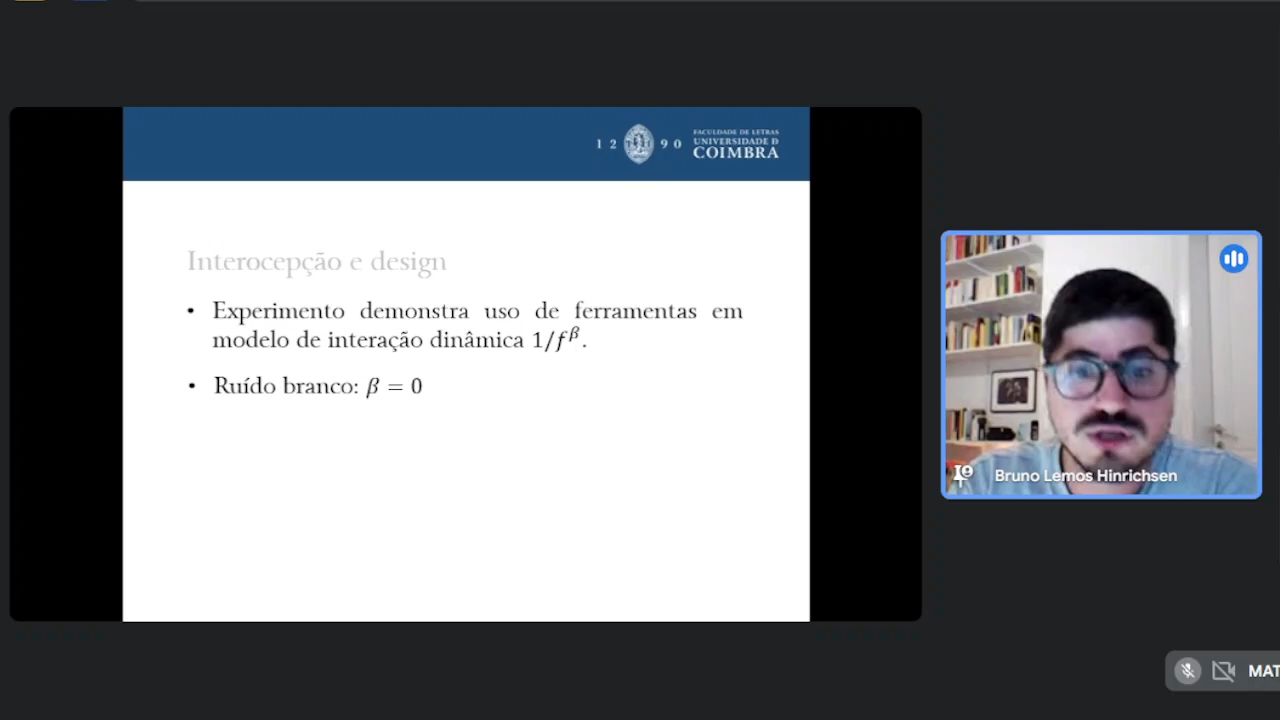 1 2 9 0
FACULDADE DE LETRAS
UNIVERSIDADE Ð
COIMBRA
Interocepção e design
• Experimento demonstra uso de ferramentas em
modelo de interação dinâmica 1/f^β.
• Ruído branco: β = 0
Bruno Lemos Hinrichsen
MAT